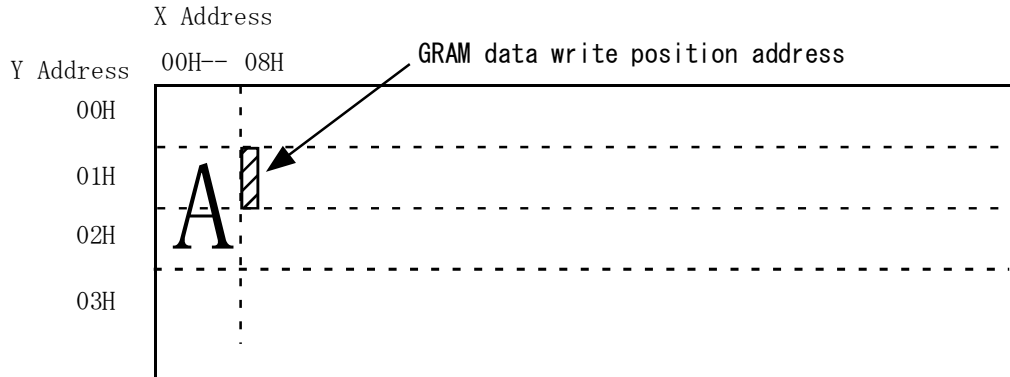 X Address
GRAM data write position address
Y Address 00H-- 08H
00H
01H
A
02H
03H